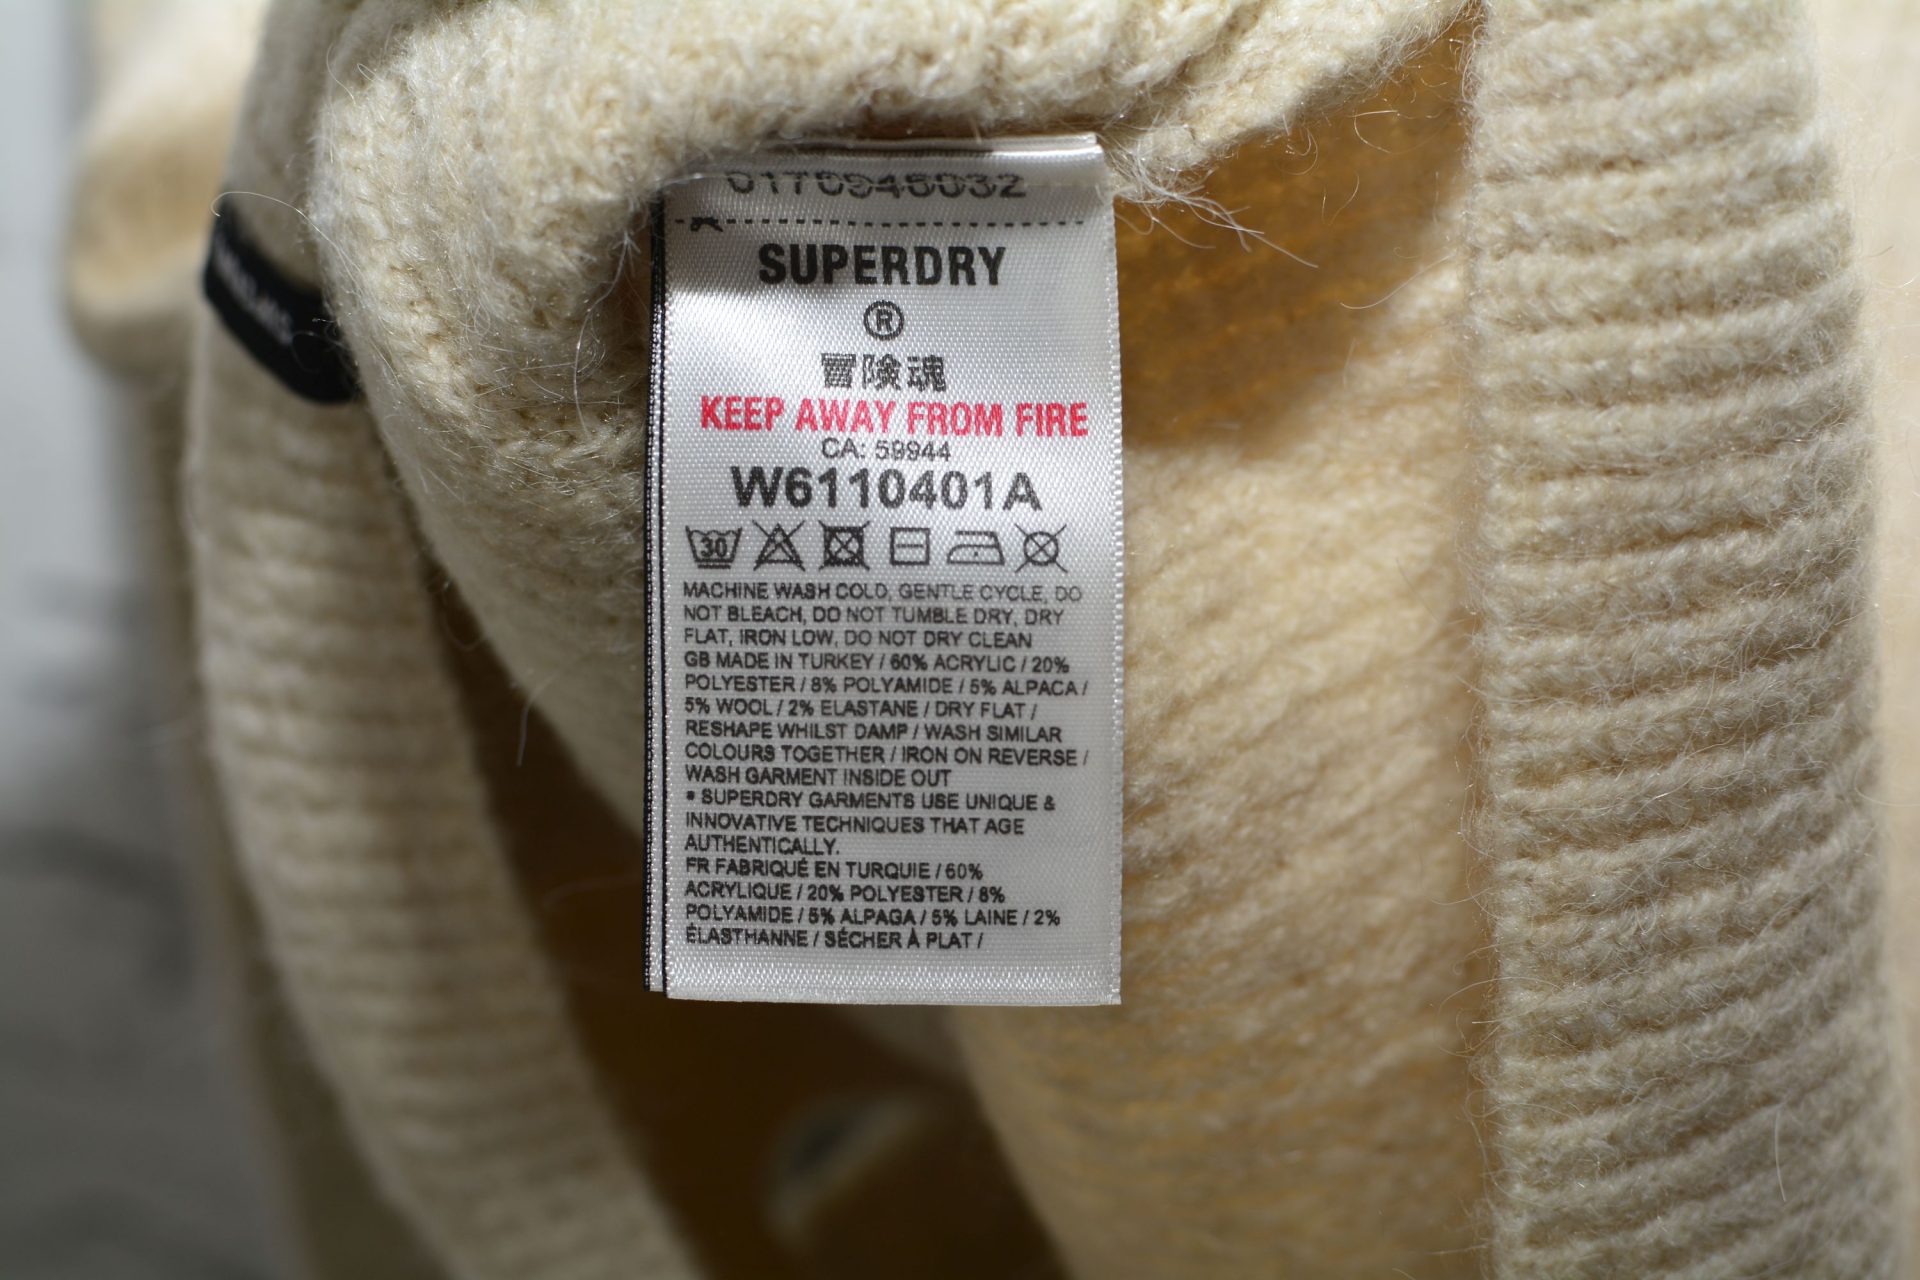 0170945032
SUPERDRY
®
冒険魂
KEEP AWAY FROM FIRE
CA: 59944
W6110401A
30
MACHINE WASH COLD, GENTLE CYCLE, DO
NOT BLEACH, DO NOT TUMBLE DRY, DRY
FLAT, IRON LOW, DO NOT DRY CLEAN
GB MADE IN TURKEY / 60% ACRYLIC / 20%
POLYESTER / 8% POLYAMIDE / 5% ALPACA /
5% WOOL / 2% ELASTANE / DRY FLAT /
RESHAPE WHILST DAMP / WASH SIMILAR
COLOURS TOGETHER / IRON ON REVERSE /
WASH GARMENT INSIDE OUT
* SUPERDRY GARMENTS USE UNIQUE &
INNOVATIVE TECHNIQUES THAT AGE
AUTHENTICALLY.
FR FABRIQUÉ EN TURQUIE / 60%
ACRYLIQUE / 20% POLYESTER / 8%
POLYAMIDE / 5% ALPAGA / 5% LAINE / 2%
ÉLASTHANNE / SÉCHER À PLAT /